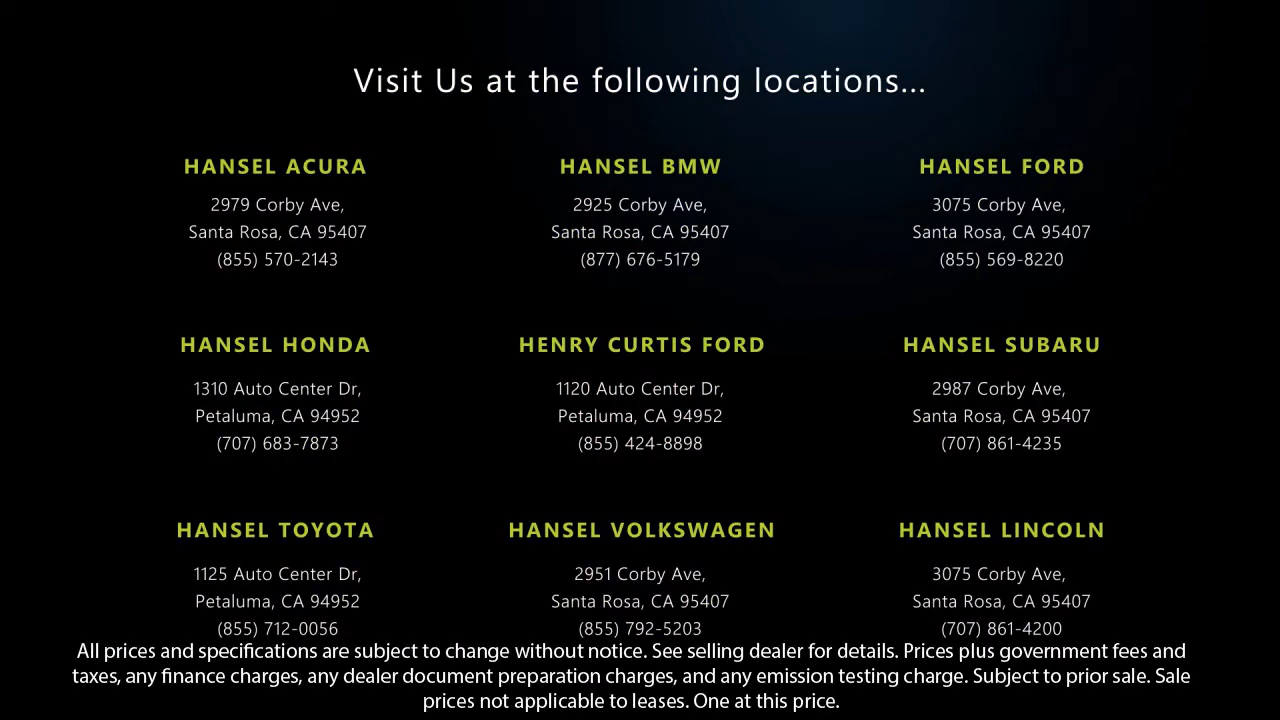 Visit Us at the following locations...
HANSEL ACURA
2979 Corby Ave,
Santa Rosa, CA 95407
(855) 570-2143
HANSEL BMW
2925 Corby Ave,
Santa Rosa, CA 95407
(877) 676-5179
HANSEL FORD
3075 Corby Ave,
Santa Rosa, CA 95407
(855) 569-8220
HANSEL HONDA
1310 Auto Center Dr,
Petaluma, CA 94952
(707) 683-7873
HENRY CURTIS FORD
1120 Auto Center Dr,
Petaluma, CA 94952
(855) 424-8898
HANSEL SUBARU
2987 Corby Ave,
Santa Rosa, CA 95407
(707) 861-4235
HANSEL TOYOTA
1125 Auto Center Dr,
Petaluma, CA 94952
(855) 712-0056
HANSEL VOLKSWAGEN
2951 Corby Ave,
Santa Rosa, CA 95407
(855) 792-5203
HANSEL LINCOLN
3075 Corby Ave,
Santa Rosa, CA 95407
(707) 861-4200
All prices and specifications are subject to change without notice. See selling dealer for details. Prices plus government fees and
taxes, any finance charges, any dealer document preparation charges, and any emission testing charge. Subject to prior sale. Sale
prices not applicable to leases. One at this price.